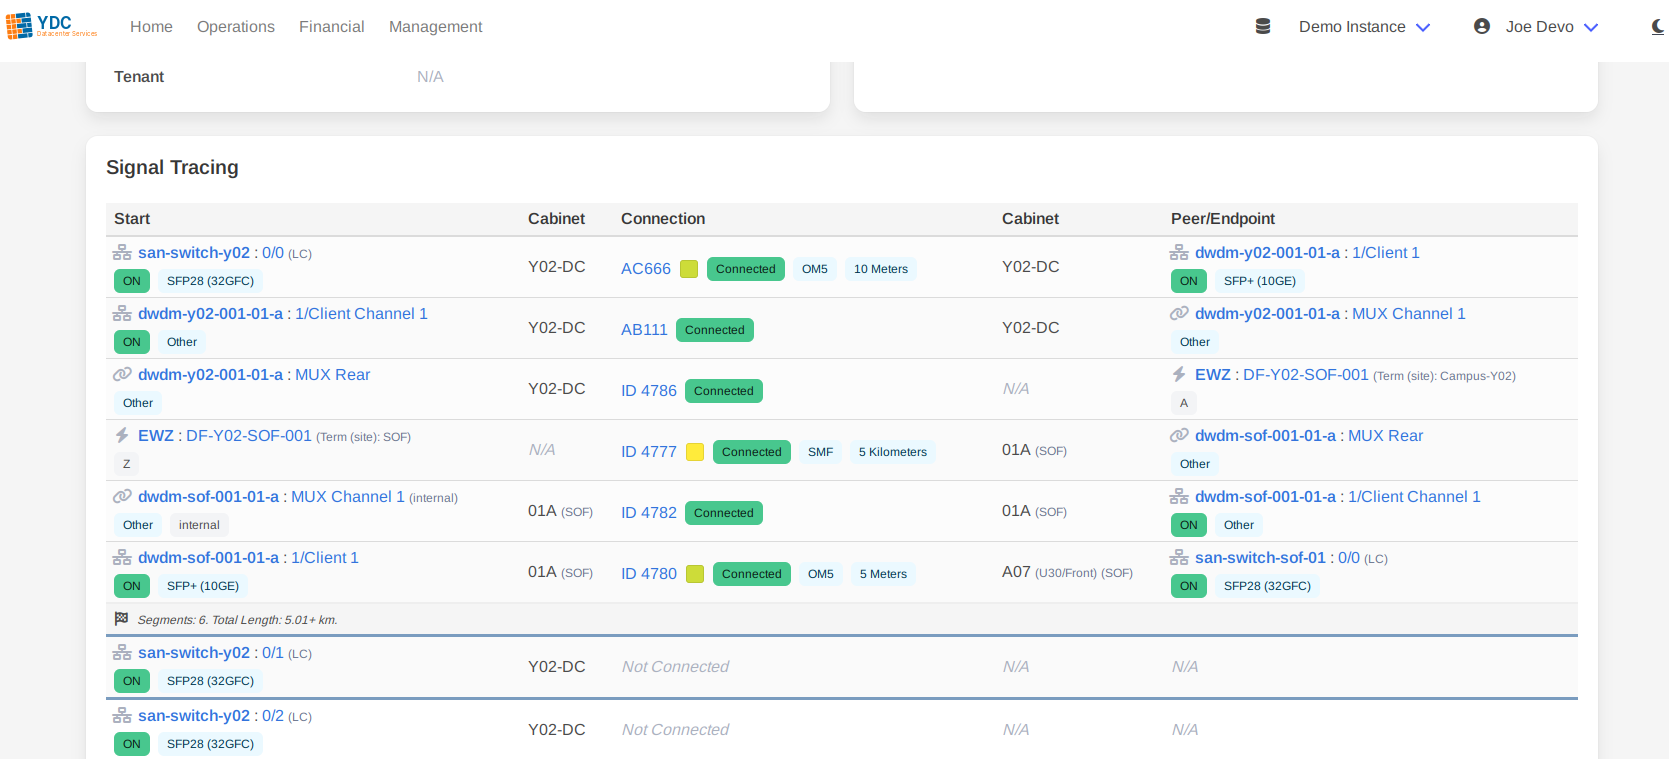 YDC
Datacenter Services
Home Operations Financial Management Demo Instance Joe Devo
Tenant N/A
Signal Tracing
Start Cabinet Connection Cabinet Peer/Endpoint
san-switch-y02 : 0/0 (LC) dwdm-y02-001-01-a : 1/Client 1
Y02-DC AC666 Connected OM5 10 Meters Y02-DC
ON SFP28 (32GFC) ON SFP+ (10GE)
dwdm-y02-001-01-a : 1/Client Channel 1 dwdm-y02-001-01-a : MUX Channel 1
Y02-DC AB111 Connected Y02-DC
ON Other Other
dwdm-y02-001-01-a : MUX Rear EWZ : DF-Y02-SOF-001 (Term (site): Campus-Y02)
Y02-DC ID 4786 Connected N/A
Other A
EWZ : DF-Y02-SOF-001 (Term (site): SOF) dwdm-sof-001-01-a : MUX Rear
N/A ID 4777 Connected SMF 5 Kilometers 01A (SOF)
Z Other
dwdm-sof-001-01-a : MUX Channel 1 (internal) dwdm-sof-001-01-a : 1/Client Channel 1
01A (SOF) ID 4782 Connected 01A (SOF)
Other internal ON Other
dwdm-sof-001-01-a : 1/Client 1 san-switch-sof-01 : 0/0 (LC)
01A (SOF) ID 4780 Connected OM5 5 Meters A07 (U30/Front) (SOF)
ON SFP+ (10GE) ON SFP28 (32GFC)
Segments: 6. Total Length: 5.01+ km.
san-switch-y02 : 0/1 (LC)
Y02-DC Not Connected N/A N/A
ON SFP28 (32GFC)
san-switch-y02 : 0/2 (LC)
Y02-DC Not Connected N/A N/A
ON SFP28 (32GFC)